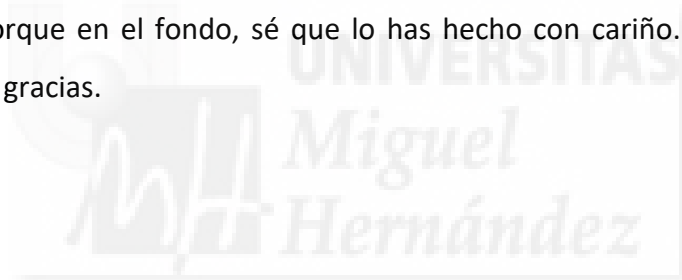 orque en el fondo, sé que lo has hecho con cariño.
gracias.
UNIVERSITAS
Miguel
Hernández